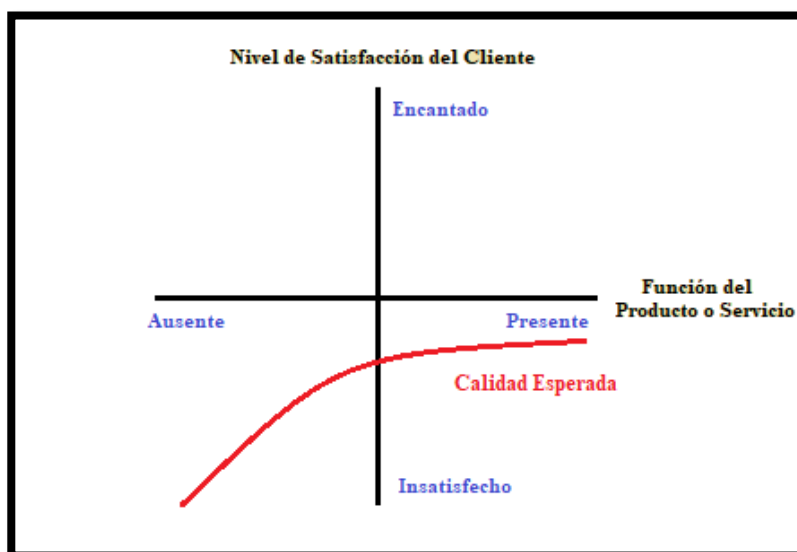 Nivel de Satisfacción del Cliente
Encantado
Función del
Producto o Servicio
Ausente
Presente
Calidad Esperada
Insatisfecho